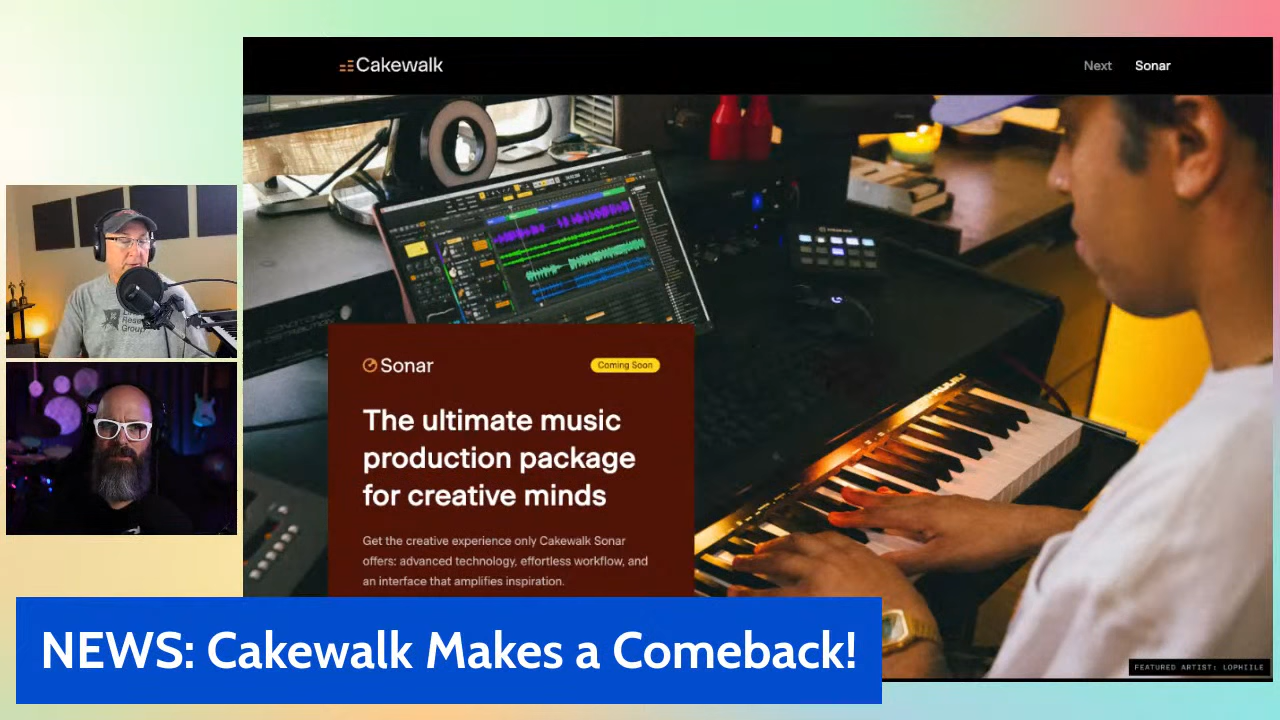 Cakewalk
Next Sonar
Sonar
Coming Soon
The ultimate music
production package
for creative minds
Get the creative experience only Cakewalk Sonar
offers: advanced technology, effortless workflow, and
an interface that amplifies inspiration.
FEATURED ARTIST: LOPHIILE
NEWS: Cakewalk Makes a Comeback!